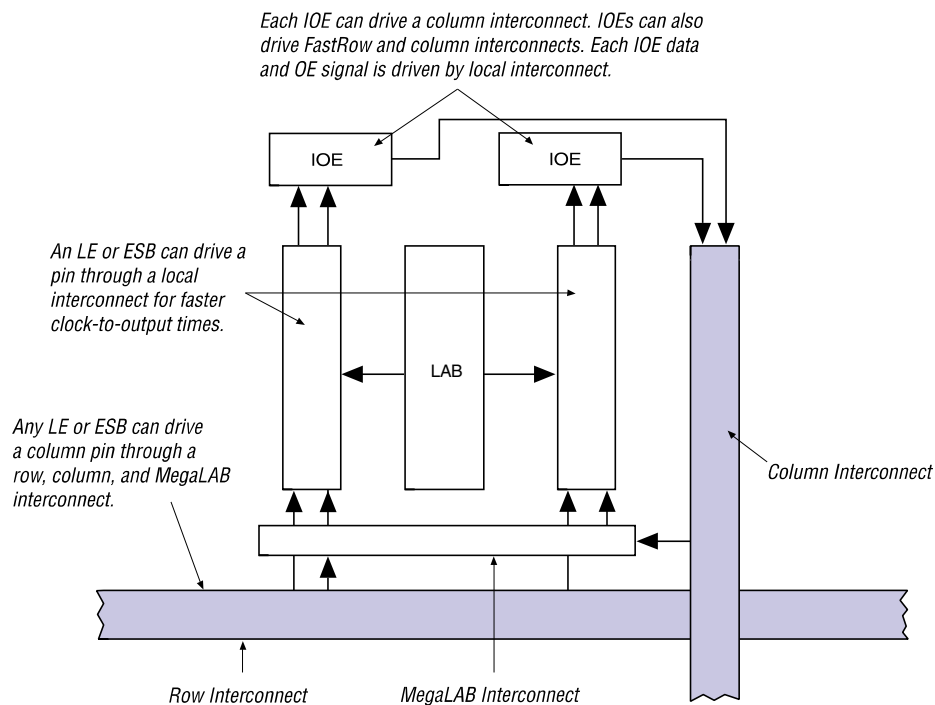 Each IOE can drive a column interconnect. IOEs can also
drive FastRow and column interconnects. Each IOE data
and OE signal is driven by local interconnect.
IOE
IOE
An LE or ESB can drive a
pin through a local
interconnect for faster
clock-to-output times.
LAB
Any LE or ESB can drive
a column pin through a
row, column, and MegaLAB
interconnect.
Column Interconnect
Row Interconnect
MegaLAB Interconnect